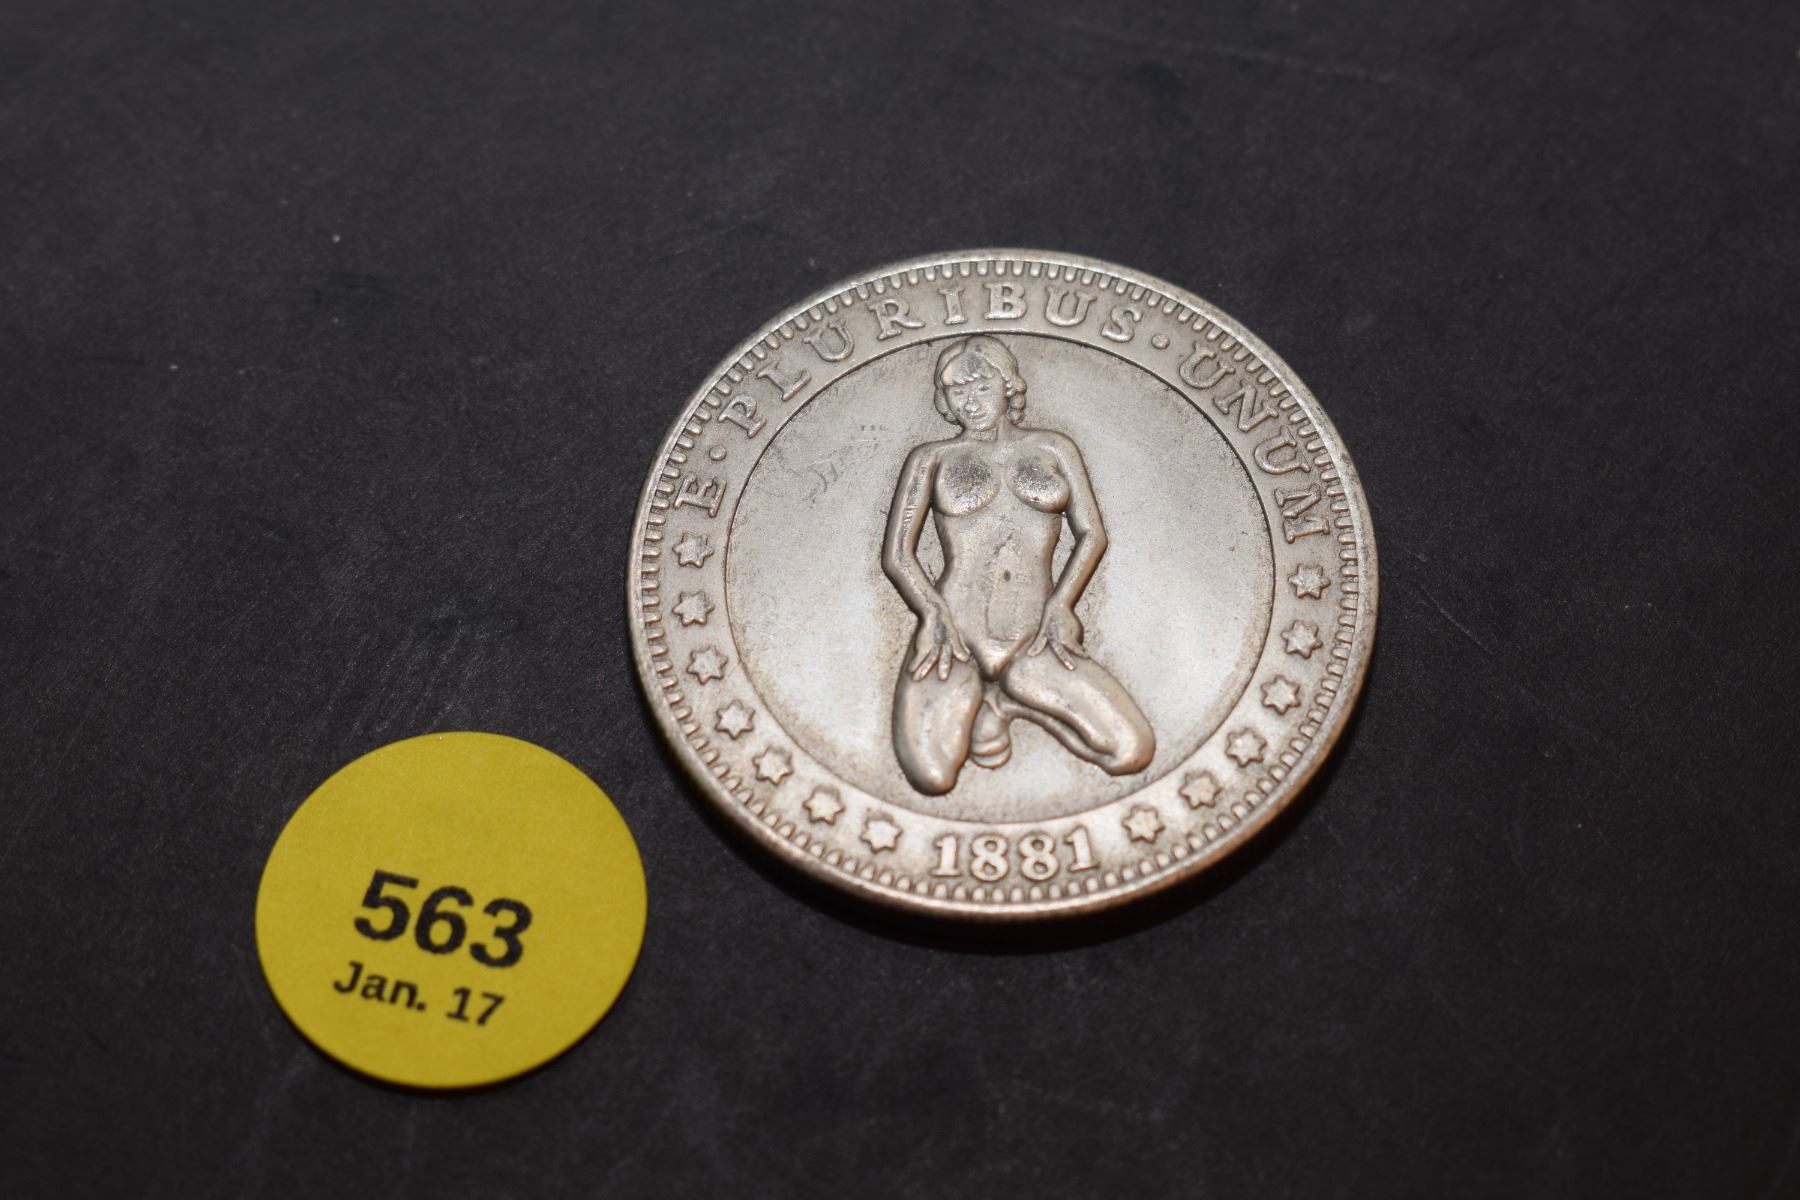 E · PLURIBUS · UNUM
1881
563
Jan. 17